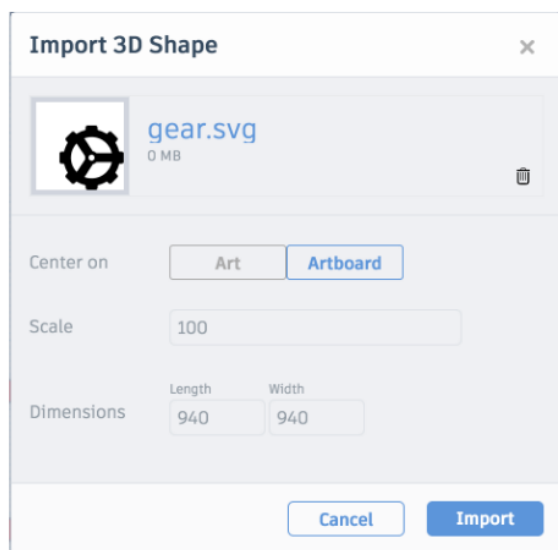 Import 3D Shape
gear.svg
0 MB
Center on
Art
Artboard
Scale
100
Length
Width
Dimensions
940
940
Cancel
Import